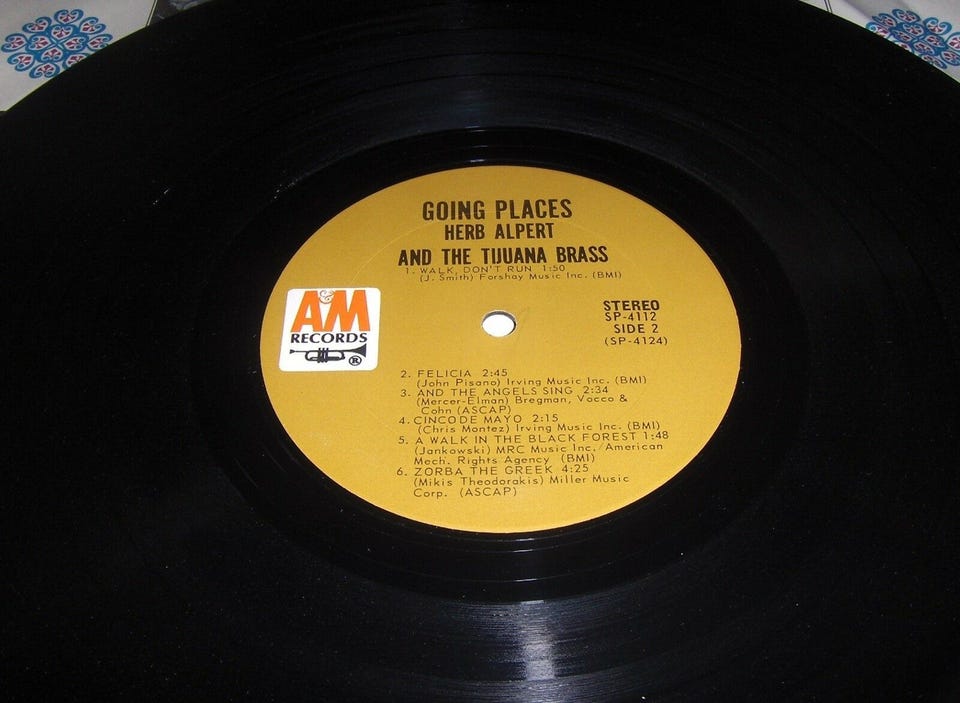 GOING PLACES
HERB ALPERT
AND THE TIJUANA BRASS
1. WALK, DON'T RUN 1:50
(J. Smith) Forshay Music Inc. (BMI)
A&M
RECORDS
®
STEREO
SP-4112
SIDE 2
(SP-4124)
2. FELICIA 2:45
(John Pisano) Irving Music Inc. (BMI)
3. AND THE ANGELS SING 2:34
(Mercer-Elman) Bregman, Vocco &
Cohn (ASCAP)
4. CINCO DE MAYO 2:15
(Chris Montez) Irving Music Inc. (BMI)
5. A WALK IN THE BLACK FOREST 1:48
(Jankowski) MRC Music Inc./American
Mech. Rights Agency (BMI)
6. ZORBA THE GREEK 4:25
(Mikis Theodorakis) Miller Music
Corp. (ASCAP)